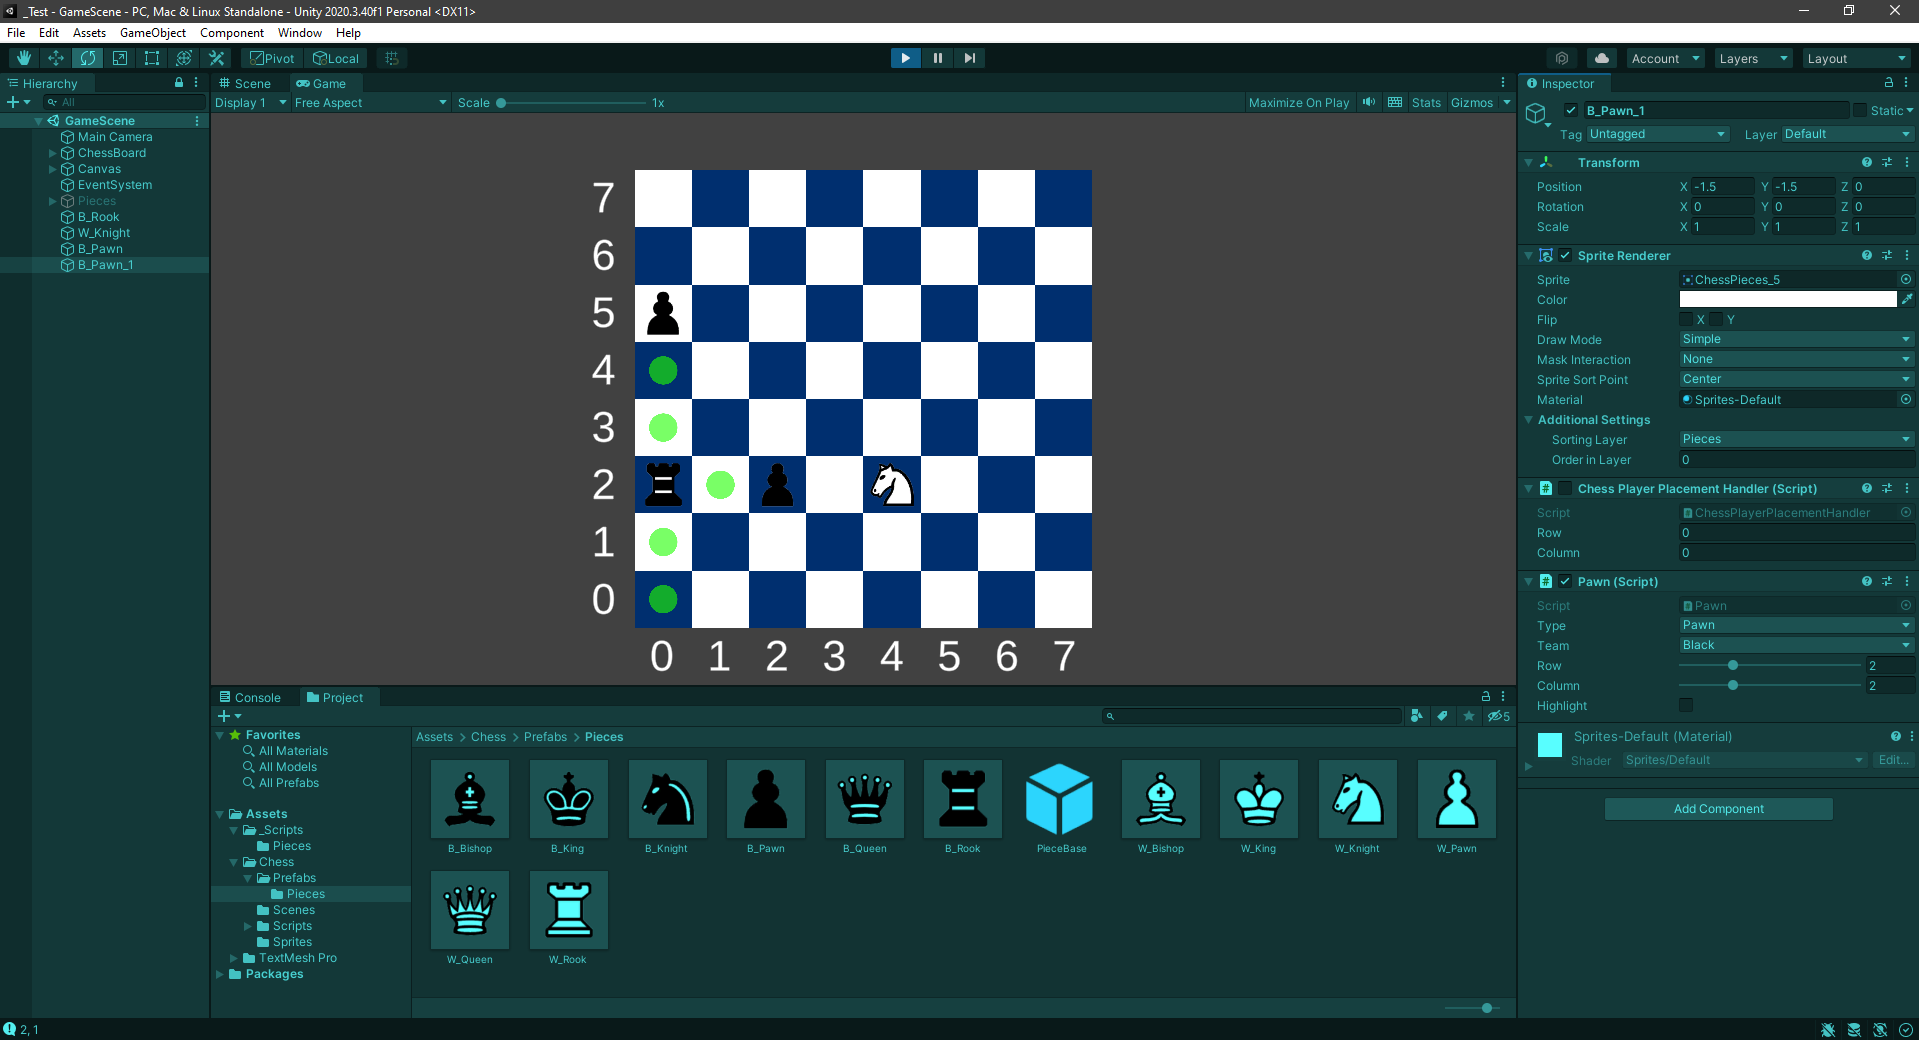 _Test - GameScene - PC, Mac & Linux Standalone - Unity 2020.3.40f1 Personal <DX11>
File Edit Assets GameObject Component Window Help
Pivot Local Account Layers Layout
Hierarchy
All
GameScene
Main Camera
ChessBoard
Canvas
EventSystem
Pieces
B_Rook
W_Knight
B_Pawn
B_Pawn_1
Scene Game
Display 1 Free Aspect Scale 1x Maximize On Play Stats Gizmos
7
6
5
4
3
2
1
0
0 1 2 3 4 5 6 7
Console Project
5
Favorites
All Materials
All Models
All Prefabs
Assets
_Scripts
Pieces
Chess
Prefabs
Pieces
Scenes
Scripts
Sprites
TextMesh Pro
Packages
Assets > Chess > Prefabs > Pieces
B_Bishop B_King B_Knight B_Pawn B_Queen B_Rook PieceBase W_Bishop W_King W_Knight W_Pawn
W_Queen W_Rook
Inspector
B_Pawn_1 Static
Tag Untagged Layer Default
Transform
Position X -1.5 Y -1.5 Z 0
Rotation X 0 Y 0 Z 0
Scale X 1 Y 1 Z 1
Sprite Renderer
Sprite ChessPieces_5
Color
Flip X Y
Draw Mode Simple
Mask Interaction None
Sprite Sort Point Center
Material Sprites-Default
Additional Settings
Sorting Layer Pieces
Order in Layer 0
Chess Player Placement Handler (Script)
Script ChessPlayerPlacementHandler
Row 0
Column 0
Pawn (Script)
Script Pawn
Type Pawn
Team Black
Row 2
Column 2
Highlight
Sprites-Default (Material)
Shader Sprites/Default Edit...
Add Component
2, 1